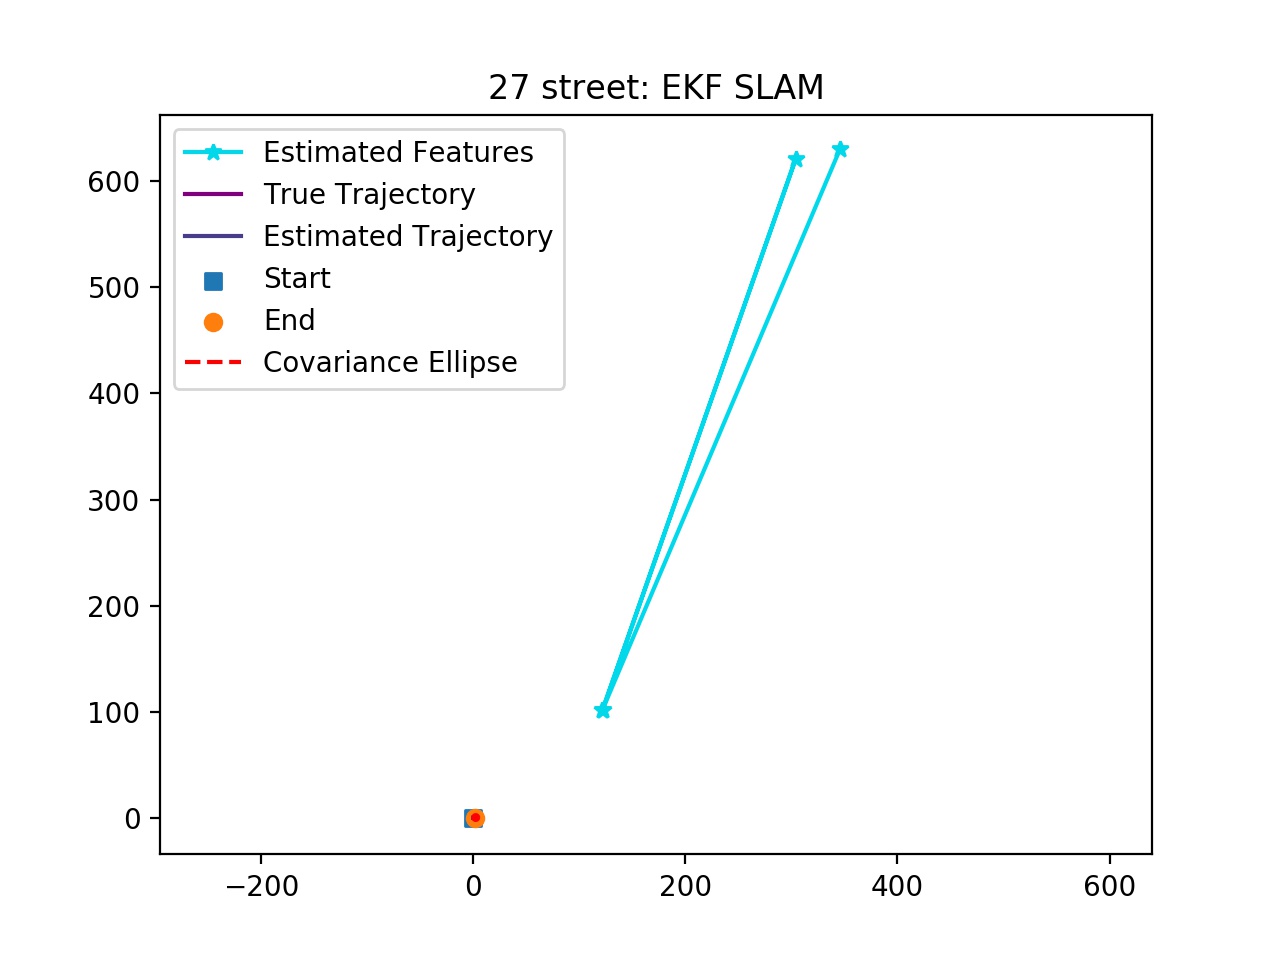 27 street: EKF SLAM
Estimated Features
True Trajectory
Estimated Trajectory
Start
End
Covariance Ellipse
600
500
400
300
200
100
0
−200 0 200 400 600